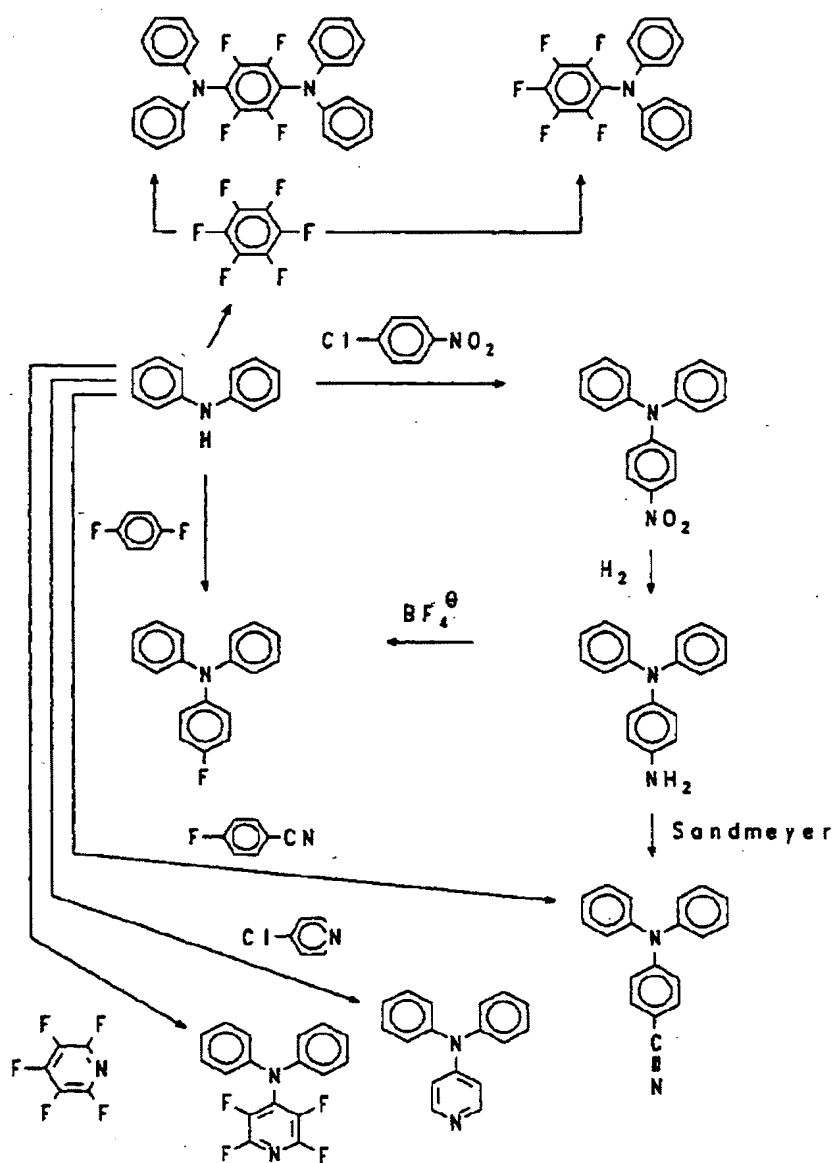 F F F F
N N
F F F
N
F F
F F
F F
F F
Cl NO₂
N
H
N
NO₂
F F
H₂
BF₄⊖
N
F
N
NH₂
F CN
Sandmeyer
Cl N
N
C
N
F F
F N
F F
N
F F
F N F
N
N